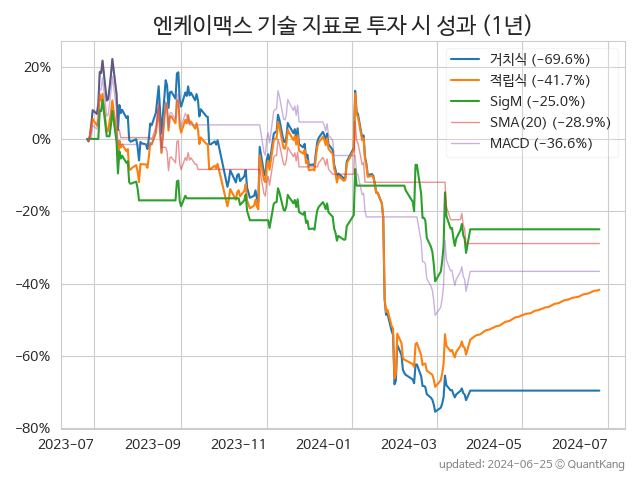 엔케이맥스 기술 지표로 투자 시 성과 (1년)
20%
0%
−20%
−40%
−60%
−80%
거치식 (−69.6%)
적립식 (−41.7%)
SigM (−25.0%)
SMA(20) (−28.9%)
MACD (−36.6%)
2023-07 2023-09 2023-11 2024-01 2024-03 2024-05 2024-07
updated: 2024-06-25 © QuantKang